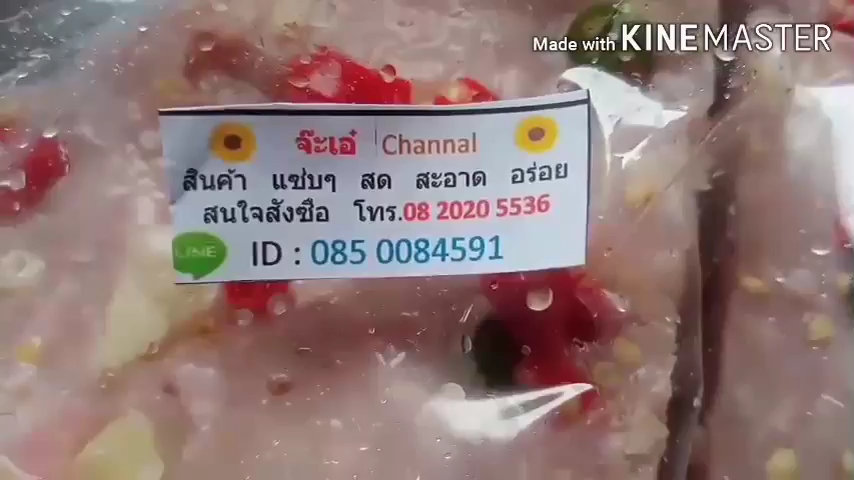 Made with KINEMASTER
จ๊ะเอ๋ Channal
สินค้า แซ่บๆ สด สะอาด อร่อย
สนใจสั่งซื้อ โทร.08 2020 5536
LINE ID : 085 0084591